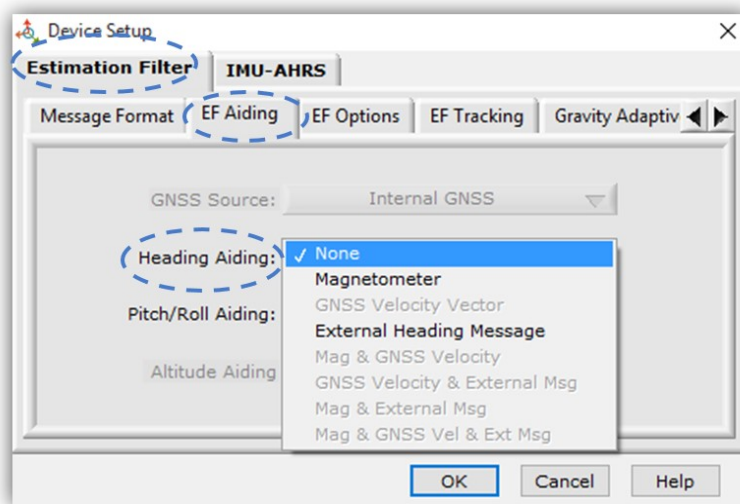 Device Setup
Estimation Filter IMU-AHRS
Message Format EF Aiding EF Options EF Tracking Gravity Adaptiv
GNSS Source: Internal GNSS
Heading Aiding: ✓ None
Magnetometer
GNSS Velocity Vector
Pitch/Roll Aiding: External Heading Message
Mag & GNSS Velocity
Altitude Aiding GNSS Velocity & External Msg
Mag & External Msg
Mag & GNSS Vel & Ext Msg
OK Cancel Help